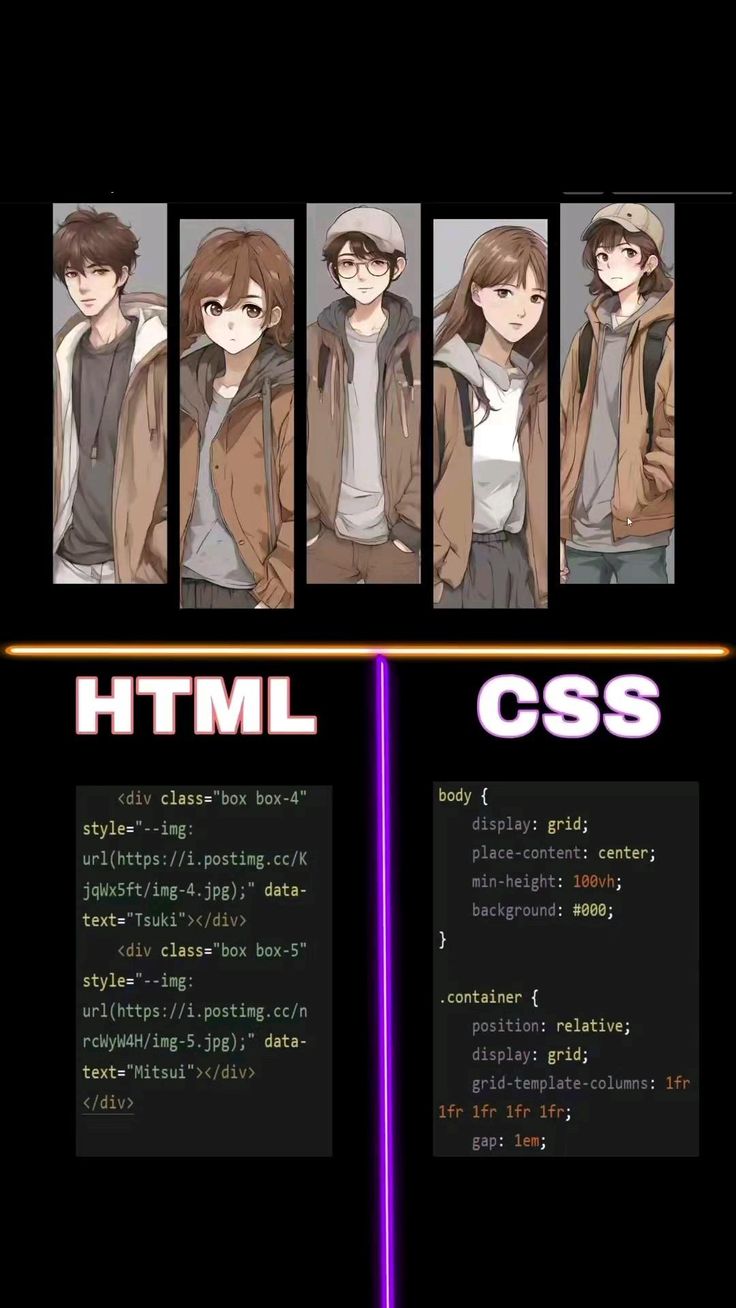 HTML
<div class="box box-4"
style="--img:
url(https://i.postimg.cc/K
jqWx5ft/img-4.jpg);" data-
text="Tsuki"></div>
<div class="box box-5"
style="--img:
url(https://i.postimg.cc/n
rcWyW4H/img-5.jpg);" data-
text="Mitsui"></div>
</div>
CSS
body {
display: grid;
place-content: center;
min-height: 100vh;
background: #000;
}
.container {
position: relative;
display: grid;
grid-template-columns: 1fr
1fr 1fr 1fr 1fr;
gap: 1em;